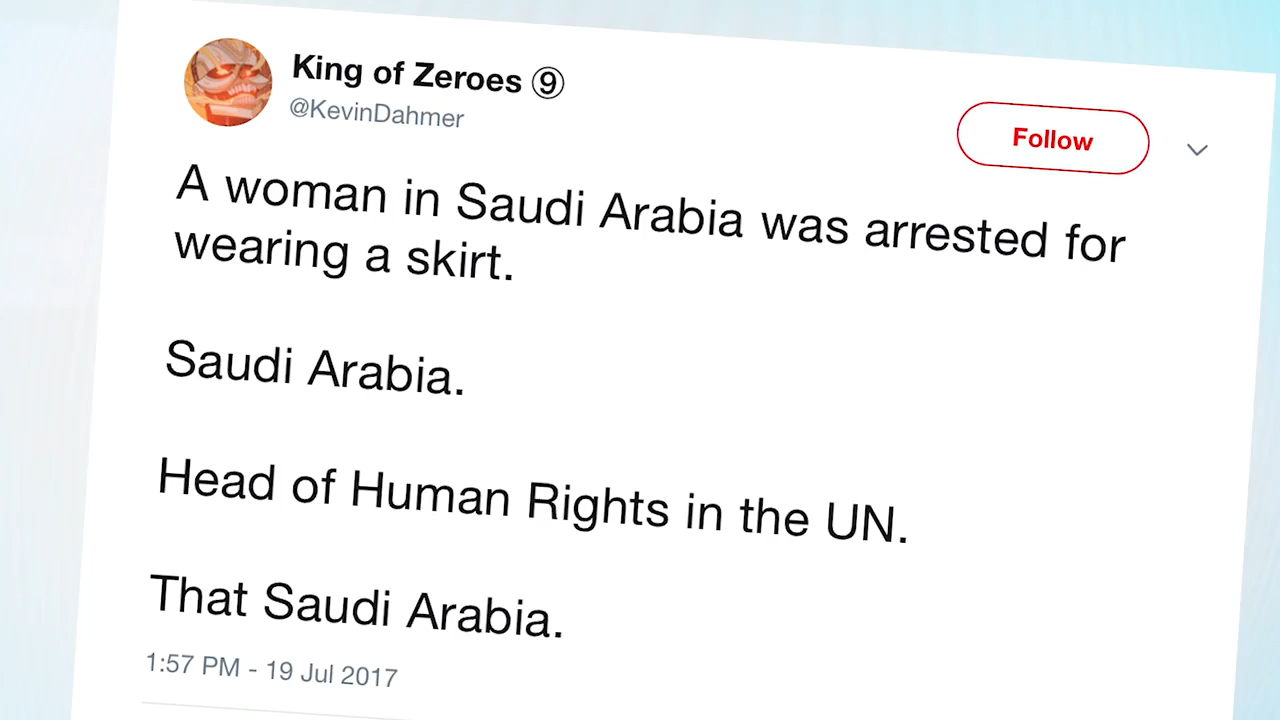 King of Zeroes ⑨
@KevinDahmer
Follow
A woman in Saudi Arabia was arrested for
wearing a skirt.
Saudi Arabia.
Head of Human Rights in the UN.
That Saudi Arabia.
1:57 PM - 19 Jul 2017